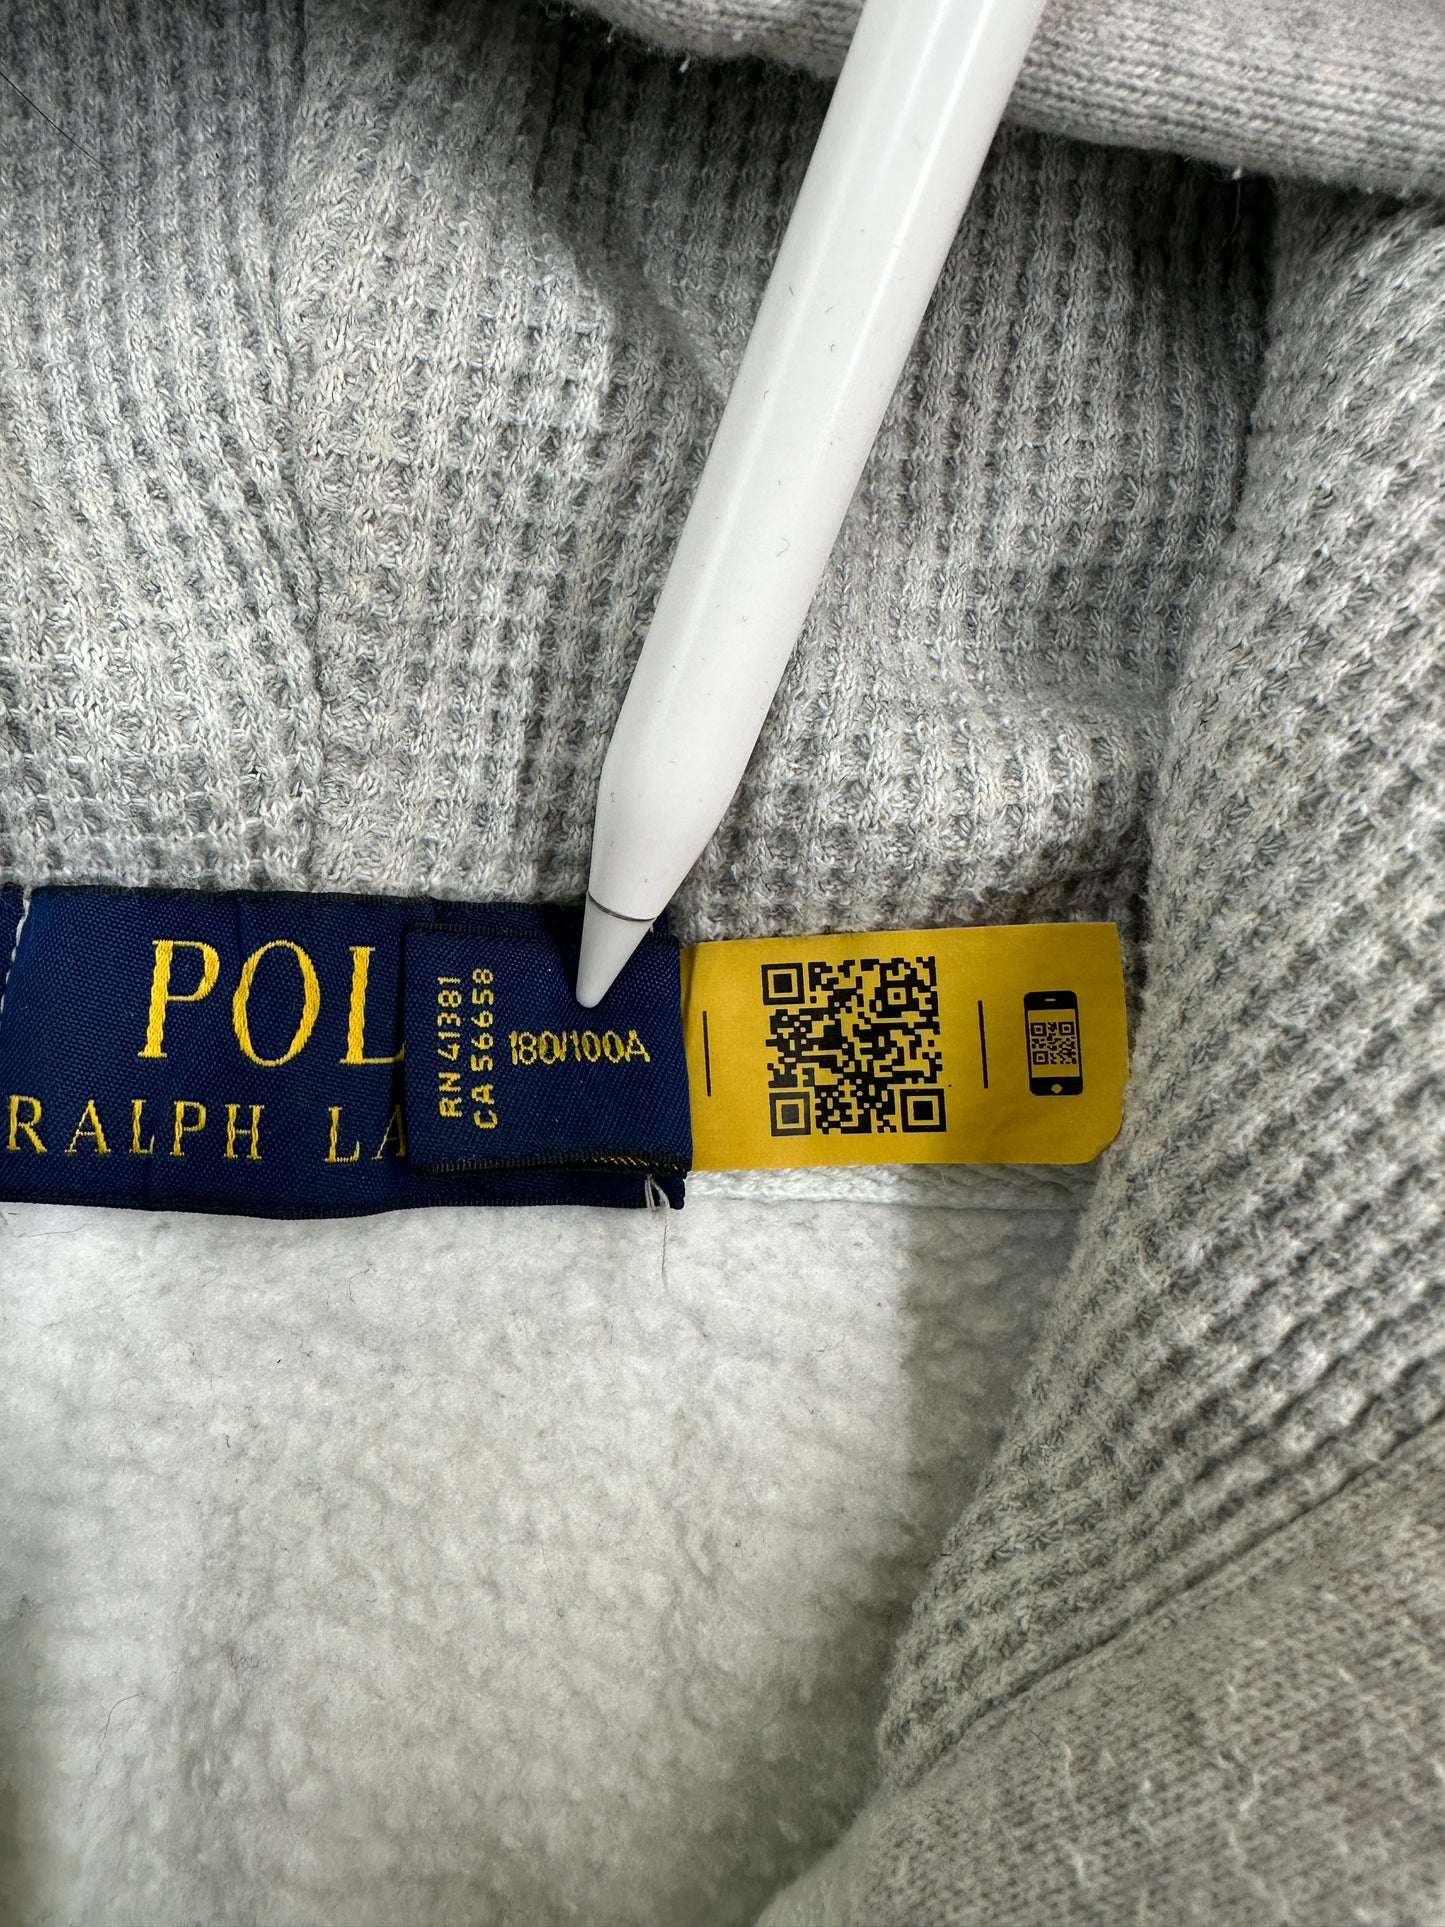 POL
RALPH LA
RN 41381
CA 56658
180/100A